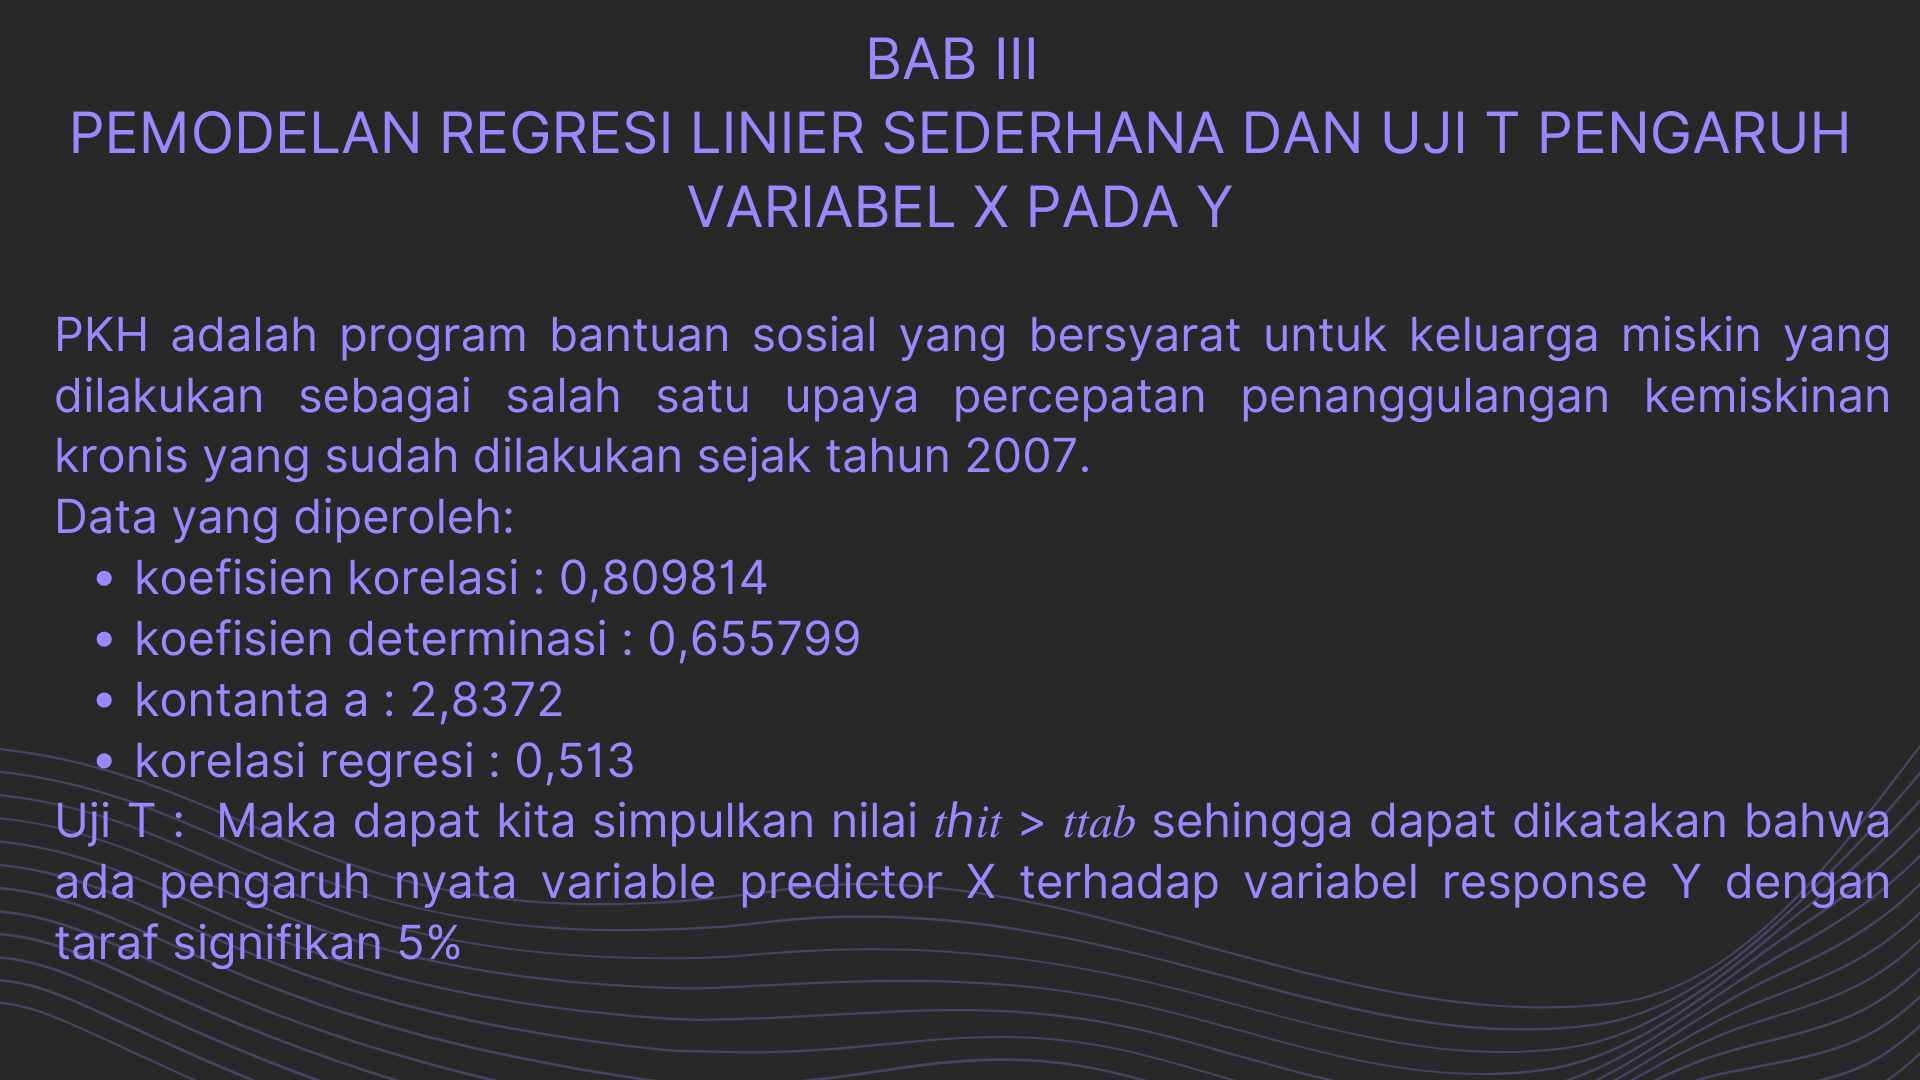 BAB III
PEMODELAN REGRESI LINIER SEDERHANA DAN UJI T PENGARUH
VARIABEL X PADA Y
PKH adalah program bantuan sosial yang bersyarat untuk keluarga miskin yang
dilakukan sebagai salah satu upaya percepatan penanggulangan kemiskinan
kronis yang sudah dilakukan sejak tahun 2007.
Data yang diperoleh:
• koefisien korelasi : 0,809814
• koefisien determinasi : 0,655799
• kontanta a : 2,8372
• korelasi regresi : 0,513
Uji T : Maka dapat kita simpulkan nilai 𝑡ℎ𝑖𝑡 > 𝑡𝑡𝑎𝑏 sehingga dapat dikatakan bahwa
ada pengaruh nyata variable predictor X terhadap variabel response Y dengan
taraf signifikan 5%